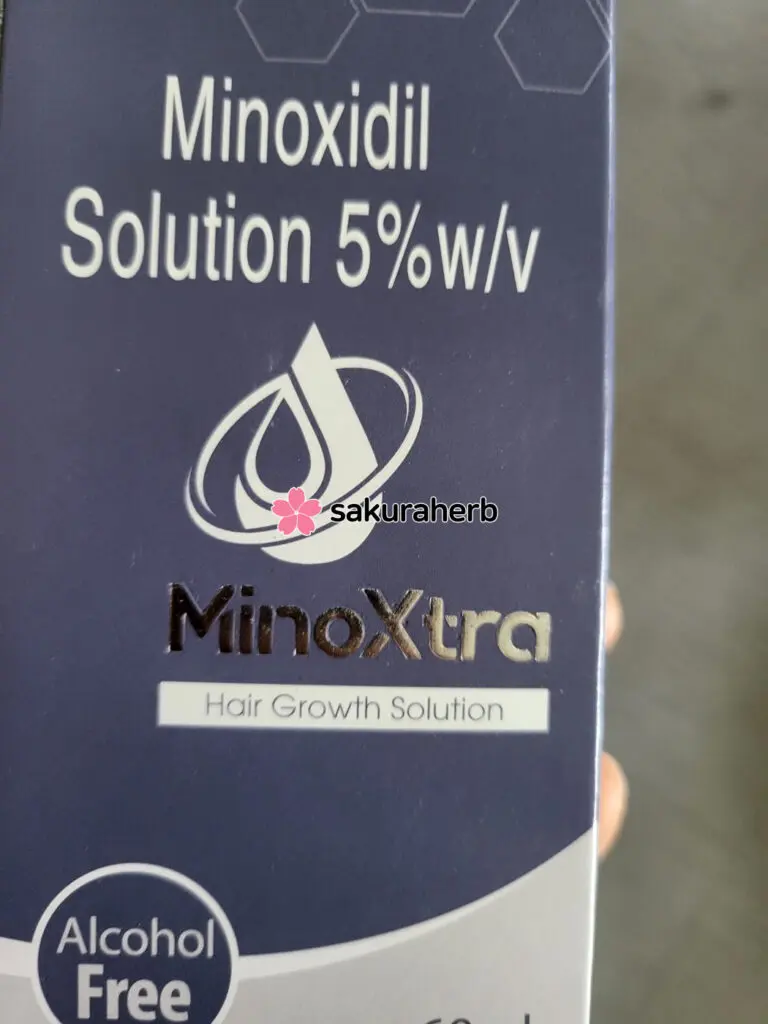 Minoxidil
Solution 5%w/v
sakuraherb
MinoXtra
Hair Growth Solution
Alcohol
Free